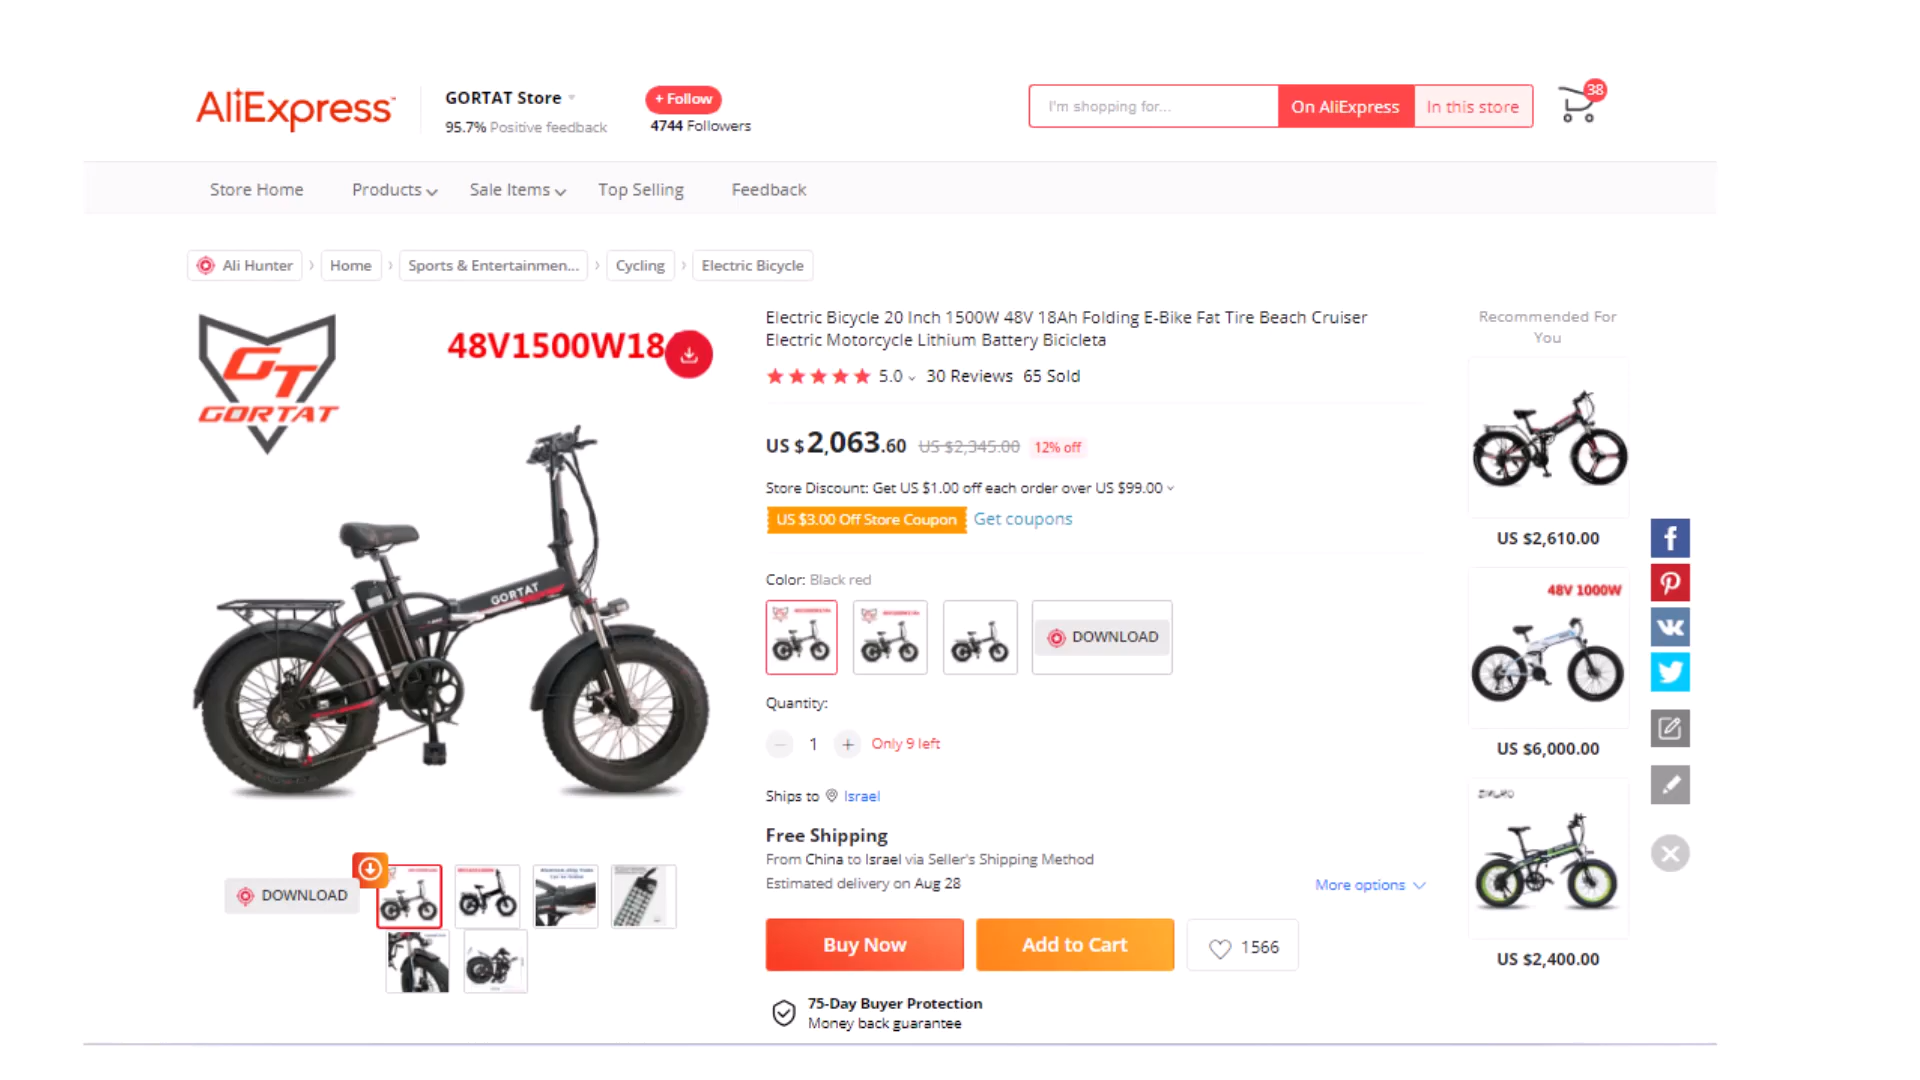 AliExpress™
GORTAT Store
95.7% Positive feedback
+ Follow
4744 Followers
I'm shopping for...
On AliExpress
In this store
38
Store Home
Products
Sale Items
Top Selling
Feedback
Ali Hunter
Home
Sports & Entertainmen...
Cycling
Electric Bicycle
GT
GORTAT
48V1500W18
GORTAT
DOWNLOAD
Electric Bicycle 20 Inch 1500W 48V 18Ah Folding E-Bike Fat Tire Beach Cruiser
Electric Motorcycle Lithium Battery Bicicleta
5.0
30 Reviews
65 Sold
US $2,063.60
US $2,345.00
12% off
Store Discount: Get US $1.00 off each order over US $99.00
US $3.00 Off Store Coupon
Get coupons
Color: Black red
DOWNLOAD
Quantity:
1
Only 9 left
Ships to Israel
Free Shipping
From China to Israel via Seller's Shipping Method
Estimated delivery on Aug 28
More options
Buy Now
Add to Cart
1566
75-Day Buyer Protection
Money back guarantee
Recommended For
You
US $2,610.00
48V 1000W
US $6,000.00
US $2,400.00